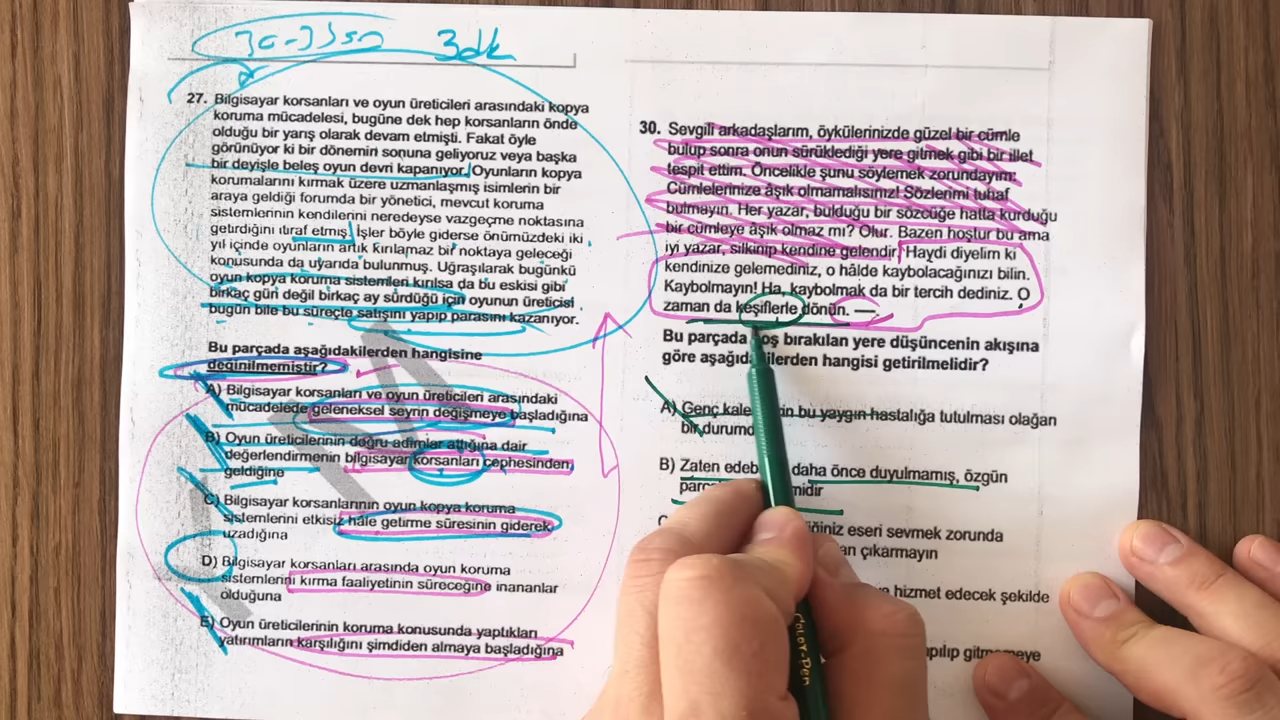 3dk
27. Bilgisayar korsanları ve oyun üreticileri arasındaki kopya
koruma mücadelesi, bugüne dek hep korsanların önde
olduğu bir yarış olarak devam etmişti. Fakat öyle
görünüyor ki bir dönemin sonuna geliyoruz veya başka
bir deyişle beleş oyun devri kapanıyor. Oyunların kopya
korumalarını kırmak üzere uzmanlaşmış isimlerin bir
araya geldiği forumda bir yönetici, mevcut koruma
sistemlerinin kendilerini neredeyse vazgeçme noktasına
getirdiğini itiraf etmiş. İşler böyle giderse önümüzdeki iki
yıl içinde oyunların artık kırılamaz bir noktaya geleceği
konusunda da uyarıda bulunmuş. Uğraşılarak bugünkü
oyun kopya koruma sistemleri kırılsa da bu eskisi gibi
birkaç gün değil birkaç ay sürdüğü için oyunun üreticisi
bugün bile bu süreçte satışını yapıp parasını kazanıyor.
Bu parçada aşağıdakilerden hangisine
değinilmemiştir?
A) Bilgisayar korsanları ve oyun üreticileri arasındaki
mücadelede geleneksel seyrin değişmeye başladığına
B) Oyun üreticilerinin doğru adımlar attığına dair
değerlendirmenin bilgisayar korsanları cephesinden
geldiğine
C) Bilgisayar korsanlarının oyun kopya koruma
sistemlerini etkisiz hâle getirme süresinin giderek
uzadığına
D) Bilgisayar korsanları arasında oyun koruma
sistemlerini kırma faaliyetinin süreceğine inananlar
olduğuna
E) Oyun üreticilerinin koruma konusunda yaptıkları
yatırımların karşılığını şimdiden almaya başladığına
30. Sevgili arkadaşlarım, öykülerinizde güzel bir cümle
bulup sonra onun sürüklediği yere gitmek gibi bir illet
tespit ettim. Öncelikle şunu söylemek zorundayım:
Cümlelerinize âşık olmamalısınız! Sözlerimi tuhaf
bulmayın. Her yazar, bulduğu bir sözcüğe hatta kurduğu
bir cümleye âşık olmaz mı? Olur. Bazen hoştur bu ama
iyi yazar, silkinip kendine gelendir. Haydi diyelim ki
kendinize gelemediniz, o hâlde kaybolacağınızı bilin.
Kaybolmayın! Ha, kaybolmak da bir tercih dediniz. O
zaman da keşiflerle dönün. ----.
Bu parçada boş bırakılan yere düşüncenin akışına
göre aşağıdakilerden hangisi getirilmelidir?
A) Genç bu yaygın hastalığa tutulması olağan
bir durumd
B) Zaten daha önce duyulmamış, özgün
eseri sevmek zorunda
çıkarmayın
hizmet edecek şekilde